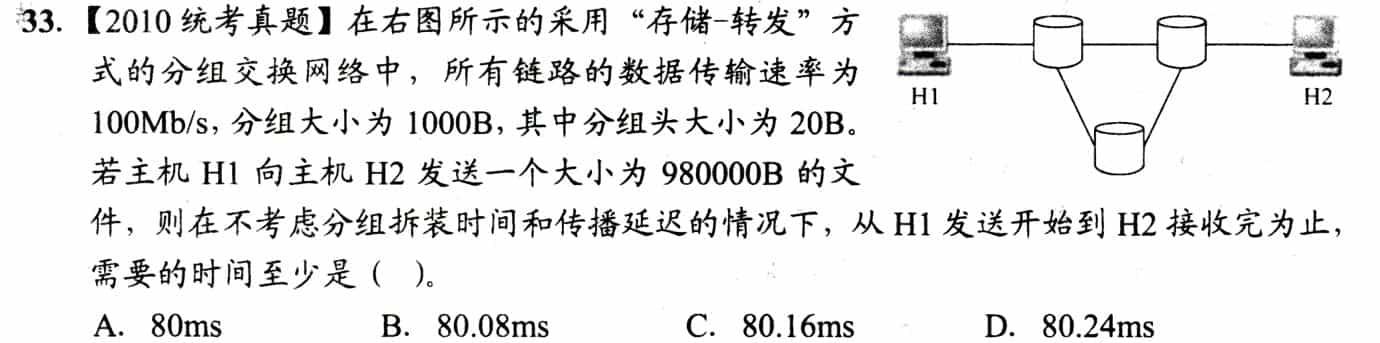 33. 【2010 统考真题】在右图所示的采用“存储-转发”方
式的分组交换网络中，所有链路的数据传输速率为
100Mb/s，分组大小为 1000B，其中分组头大小为 20B。
若主机 H1 向主机 H2 发送一个大小为 980000B 的文
件，则在不考虑分组拆装时间和传播延迟的情况下，从 H1 发送开始到 H2 接收完为止，
需要的时间至少是（ ）。
A. 80ms B. 80.08ms C. 80.16ms D. 80.24ms
H1 H2